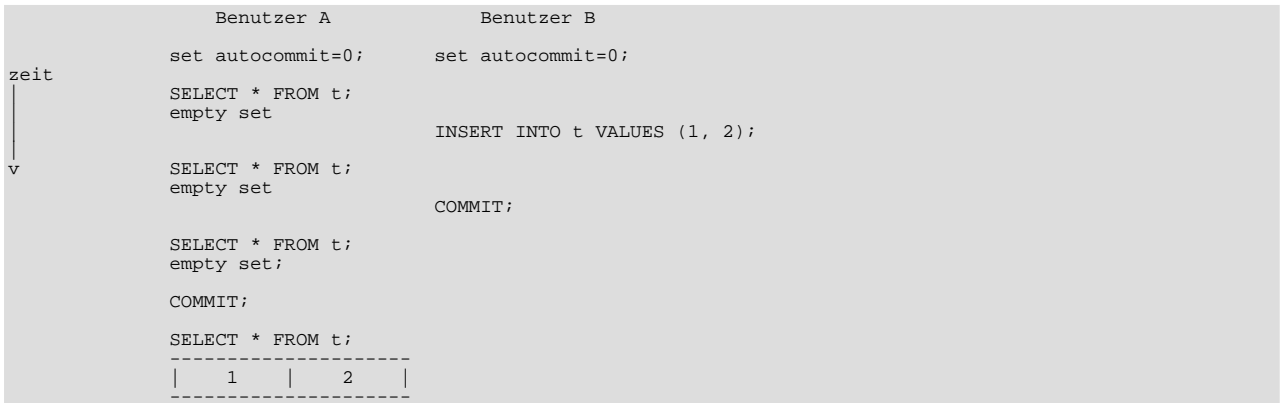 Benutzer A Benutzer B
set autocommit=0; set autocommit=0;
zeit
| SELECT * FROM t;
| empty set
| INSERT INTO t VALUES (1, 2);
|
v SELECT * FROM t;
empty set
COMMIT;
SELECT * FROM t;
empty set;
COMMIT;
SELECT * FROM t;
---------------------
| 1 | 2 |
---------------------